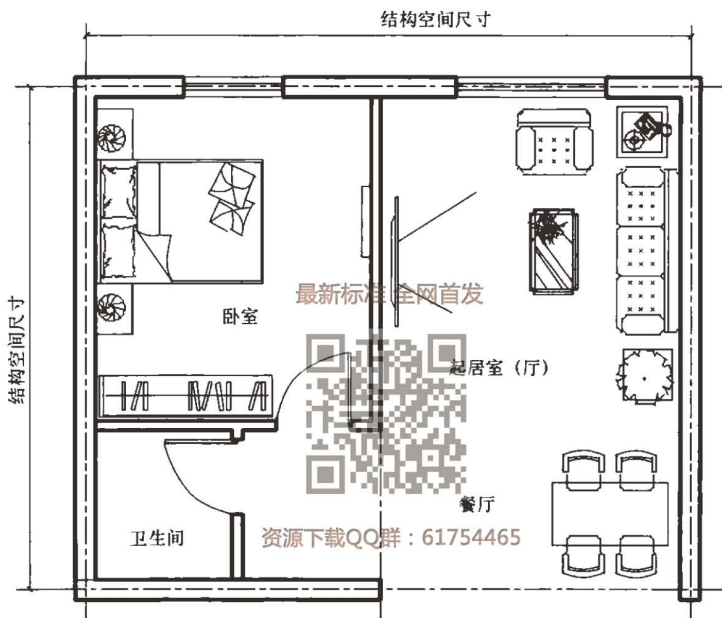 结构空间尺寸
结构空间尺寸
最新标准 全网首发
卧室
起居室（厅）
餐厅
卫生间
资源下载QQ群：61754465